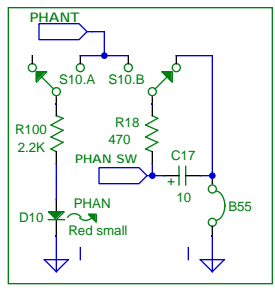 PHANT
S10.A
S10.B
R100
2.2K
R18
470
PHAN SW
C17
+
10
D10
PHAN
Red small
B55